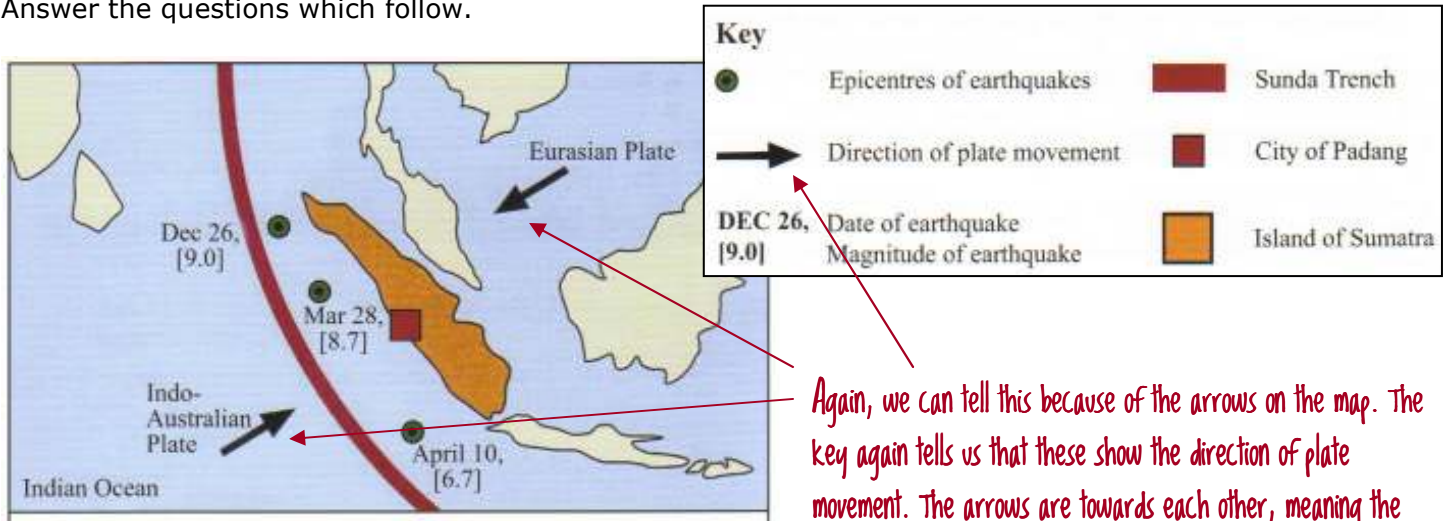 Answer the questions which follow.
Key
Epicentres of earthquakes
Sunda Trench
Direction of plate movement
City of Padang
DEC 26, Date of earthquake
[9.0] Magnitude of earthquake
Island of Sumatra
Eurasian Plate
Dec 26,
[9.0]
Mar 28,
[8.7]
Indo-
Australian
Plate
April 10,
[6.7]
Indian Ocean
Again, we can tell this because of the arrows on the map. The
key again tells us that these show the direction of plate
movement. The arrows are towards each other, meaning the